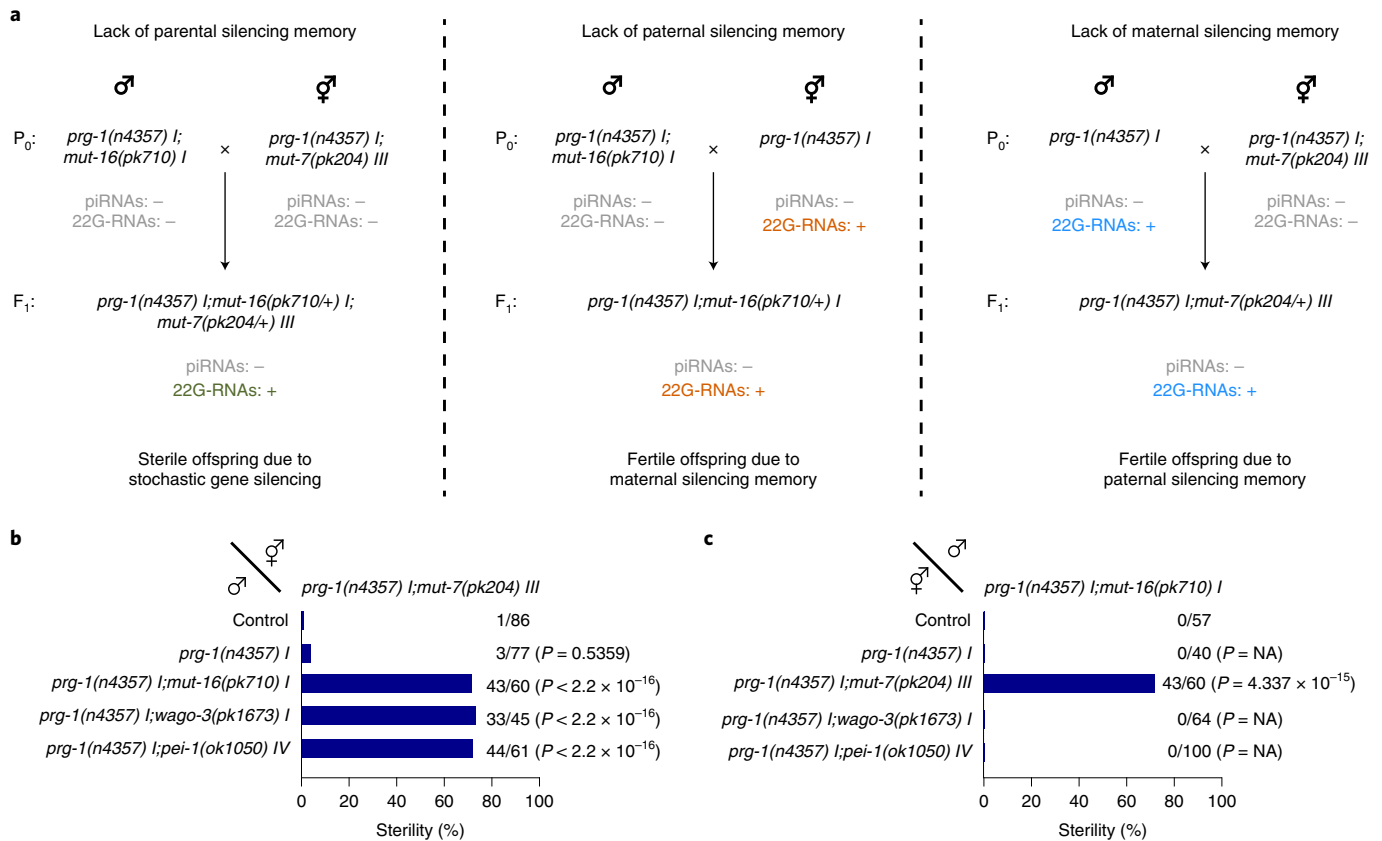 a
Lack of parental silencing memory
♂ ⚥
P0:
prg-1(n4357) I;
mut-16(pk710) I
×
prg-1(n4357) I;
mut-7(pk204) III
piRNAs: –
22G-RNAs: –
piRNAs: –
22G-RNAs: –
F1:
prg-1(n4357) I;mut-16(pk710/+) I;
mut-7(pk204/+) III
piRNAs: –
22G-RNAs: +
Sterile offspring due to
stochastic gene silencing
Lack of paternal silencing memory
♂ ⚥
P0:
prg-1(n4357) I;
mut-16(pk710) I
×
prg-1(n4357) I
piRNAs: –
22G-RNAs: –
piRNAs: –
22G-RNAs: +
F1:
prg-1(n4357) I;mut-16(pk710/+) I
piRNAs: –
22G-RNAs: +
Fertile offspring due to
maternal silencing memory
Lack of maternal silencing memory
♂ ⚥
P0:
prg-1(n4357) I
×
prg-1(n4357) I;
mut-7(pk204) III
piRNAs: –
22G-RNAs: +
piRNAs: –
22G-RNAs: –
F1:
prg-1(n4357) I;mut-7(pk204/+) III
piRNAs: –
22G-RNAs: +
Fertile offspring due to
paternal silencing memory
b
⚥
♂
prg-1(n4357) I;mut-7(pk204) III
Control 1/86
prg-1(n4357) I 3/77 (P = 0.5359)
prg-1(n4357) I;mut-16(pk710) I 43/60 (P < 2.2 × 10−16)
prg-1(n4357) I;wago-3(pk1673) I 33/45 (P < 2.2 × 10−16)
prg-1(n4357) I;pei-1(ok1050) IV 44/61 (P < 2.2 × 10−16)
0 20 40 60 80 100
Sterility (%)
c
♂
⚥
prg-1(n4357) I;mut-16(pk710) I
Control 0/57
prg-1(n4357) I 0/40 (P = NA)
prg-1(n4357) I;mut-7(pk204) III 43/60 (P = 4.337 × 10−15)
prg-1(n4357) I;wago-3(pk1673) I 0/64 (P = NA)
prg-1(n4357) I;pei-1(ok1050) IV 0/100 (P = NA)
0 20 40 60 80 100
Sterility (%)